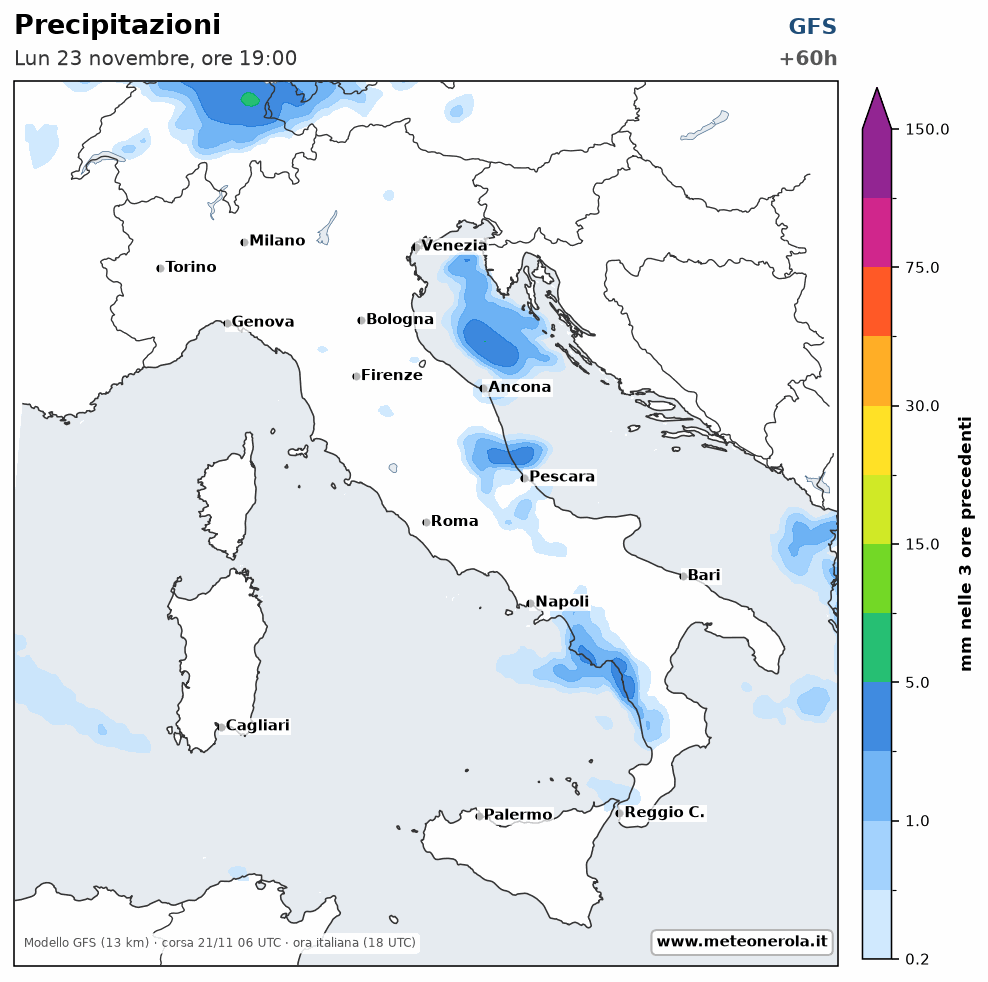 Precipitazioni
GFS
Lun 23 novembre, ore 19:00
+60h
Milano
Venezia
Torino
Genova
Bologna
Firenze
Ancona
Pescara
Roma
Bari
Napoli
Cagliari
Palermo
Reggio C.
150.0
75.0
30.0
15.0
5.0
1.0
0.2
mm nelle 3 ore precedenti
Modello GFS (13 km) · corsa 21/11 06 UTC · ora italiana (18 UTC)
www.meteonerola.it